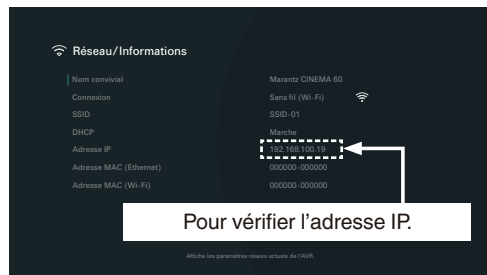 Réseau/Informations
Nom convivial Marantz CINEMA 60
Connexion Sans fil (Wi-Fi)
SSID SSID-01
DHCP Marche
Adresse IP 192.168.100.19
Adresse MAC (Ethernet) 000000-000000
Adresse MAC (Wi-Fi) 000000-000000
Pour vérifier l’adresse IP.
Affiche les paramètres réseau actuels de l'AVR.